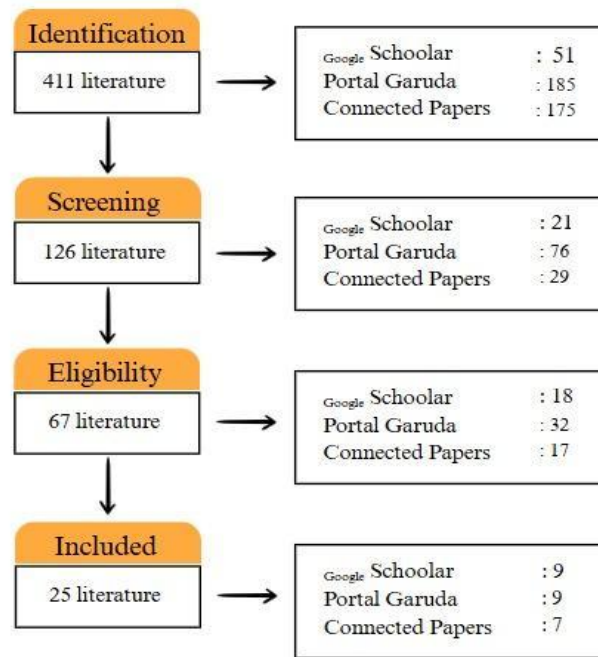 Identification
411 literature
Google Schoolar : 51
Portal Garuda : 185
Connected Papers : 175
Screening
126 literature
Google Schoolar : 21
Portal Garuda : 76
Connected Papers : 29
Eligibility
67 literature
Google Schoolar : 18
Portal Garuda : 32
Connected Papers : 17
Included
25 literature
Google Schoolar : 9
Portal Garuda : 9
Connected Papers : 7